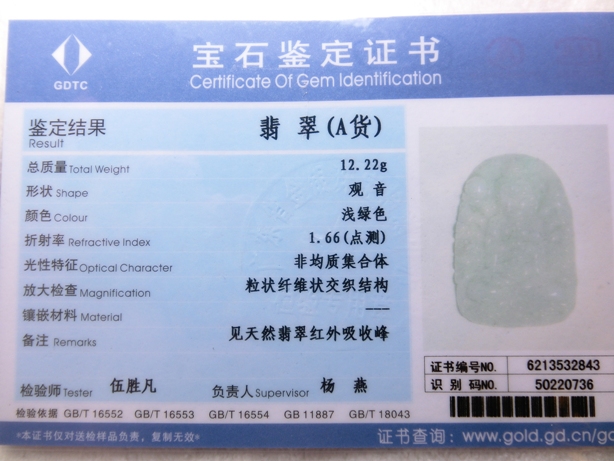 GDTC
宝石鉴定证书
Certificate Of Gem Identification
鉴定结果 翡翠(A货)
Result
总质量 Total Weight 12.22g
形状 Shape 观音
颜色 Colour 浅绿色
折射率 Refractive Index 1.66(点测)
光性特征 Optical Character 非均质集合体
放大检查 Magnification 粒状纤维状交织结构
镶嵌材料 Material ---
备注 Remarks 见天然翡翠红外吸收峰
证书编号NO. 6213532843
识别码NO. 50220736
检验师 Tester 伍胜凡 负责人 Supervisor 杨燕
检验依据 GB/T 16552 GB/T 16553 GB/T 16554 GB 11887 GB/T 18043
*本证书仅对送检样品负责，复制无效*
证书查询：www.gold.gd.cn/gd